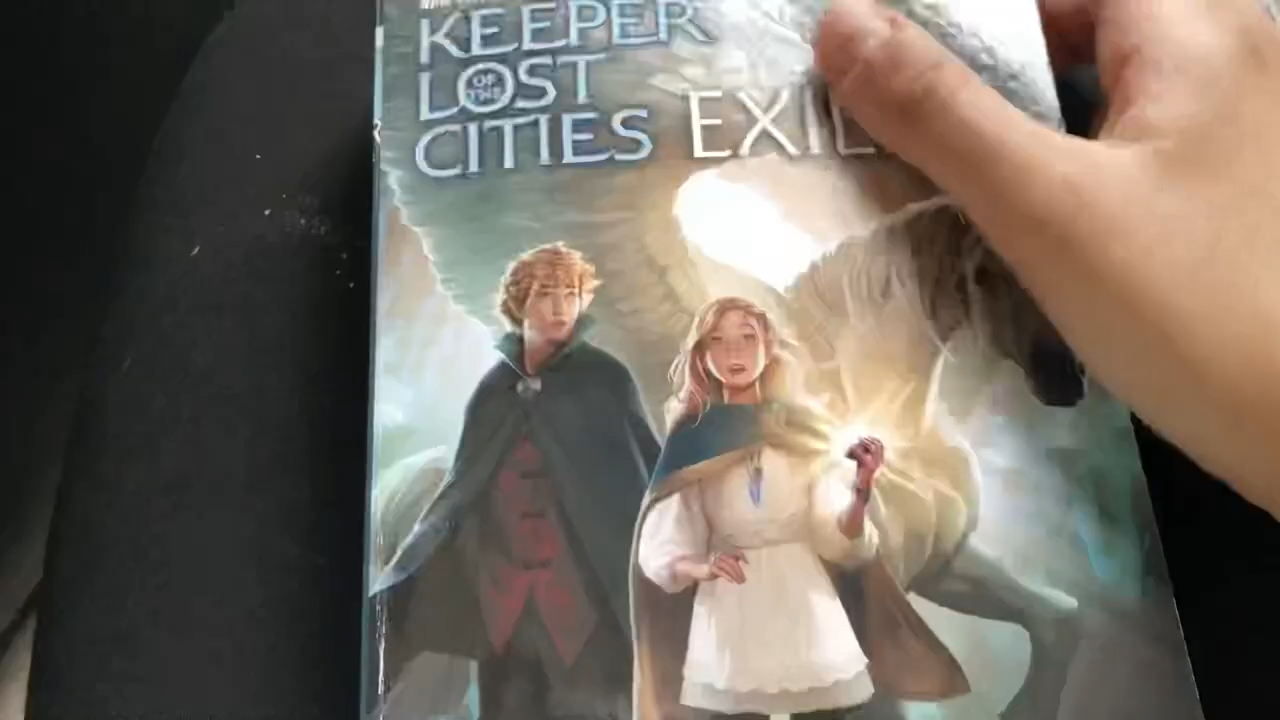 KEEPER
OF THE
LOST
CITIES EXIL